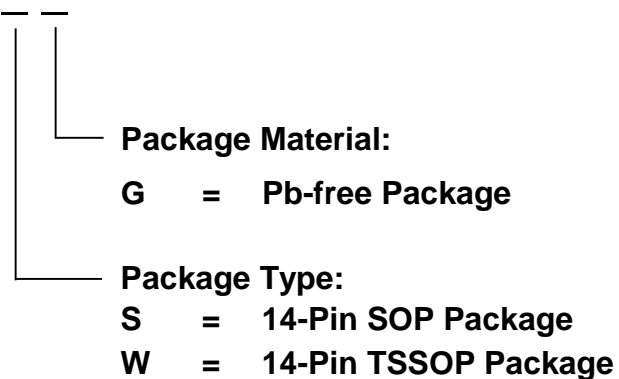 Package Material:
G = Pb-free Package
Package Type:
S = 14-Pin SOP Package
W = 14-Pin TSSOP Package